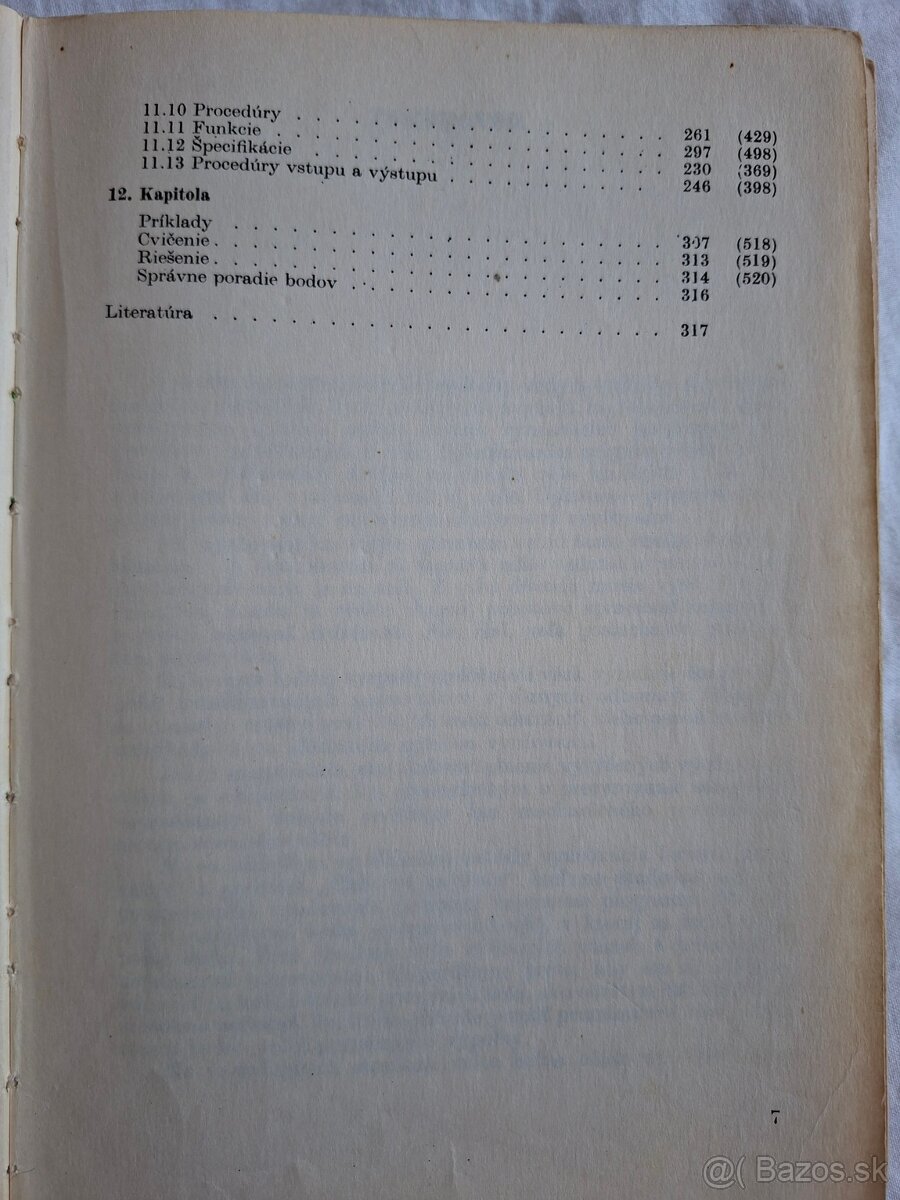 11.10 Procedúry . . . . . . . . . . . . . . . . . . . . 261 (429)
11.11 Funkcie . . . . . . . . . . . . . . . . . . . . 297 (498)
11.12 Špecifikácie . . . . . . . . . . . . . . . . . . . 230 (369)
11.13 Procedúry vstupu a výstupu . . . . . . . . . . . 246 (398)
12. Kapitola
Príklady . . . . . . . . . . . . . . . . . . . . . . . 307 (518)
Cvičenie . . . . . . . . . . . . . . . . . . . . . . . 313 (519)
Riešenie . . . . . . . . . . . . . . . . . . . . . . . 314 (520)
Správne poradie bodov . . . . . . . . . . . . . . . . 316
Literatúra . . . . . . . . . . . . . . . . . . . . . . . 317
7
@( Bazos.sk